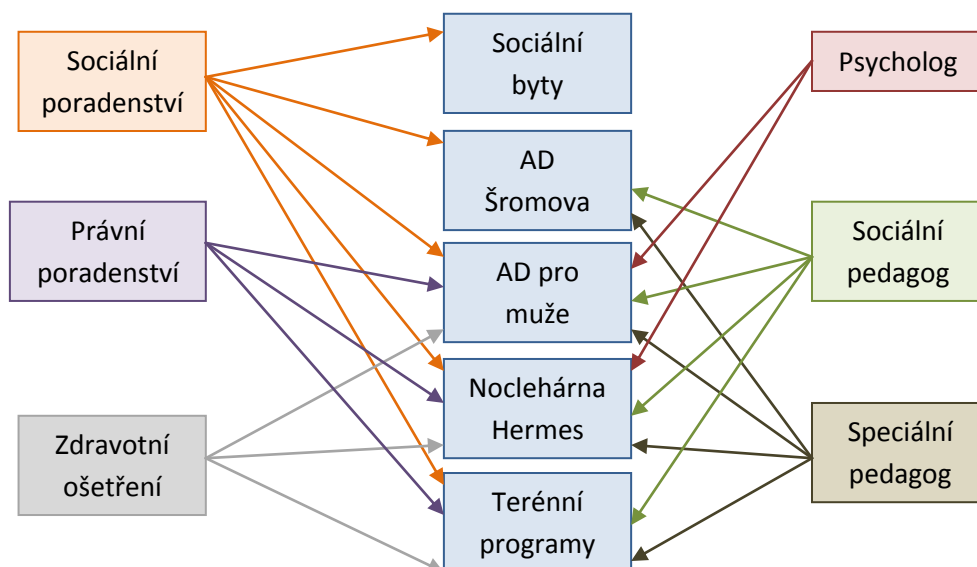 Sociální
poradenství
Právní
poradenství
Zdravotní
ošetření
Sociální
byty
AD
Šromova
AD pro
muže
Noclehárna
Hermes
Terénní
programy
Psycholog
Sociální
pedagog
Speciální
pedagog